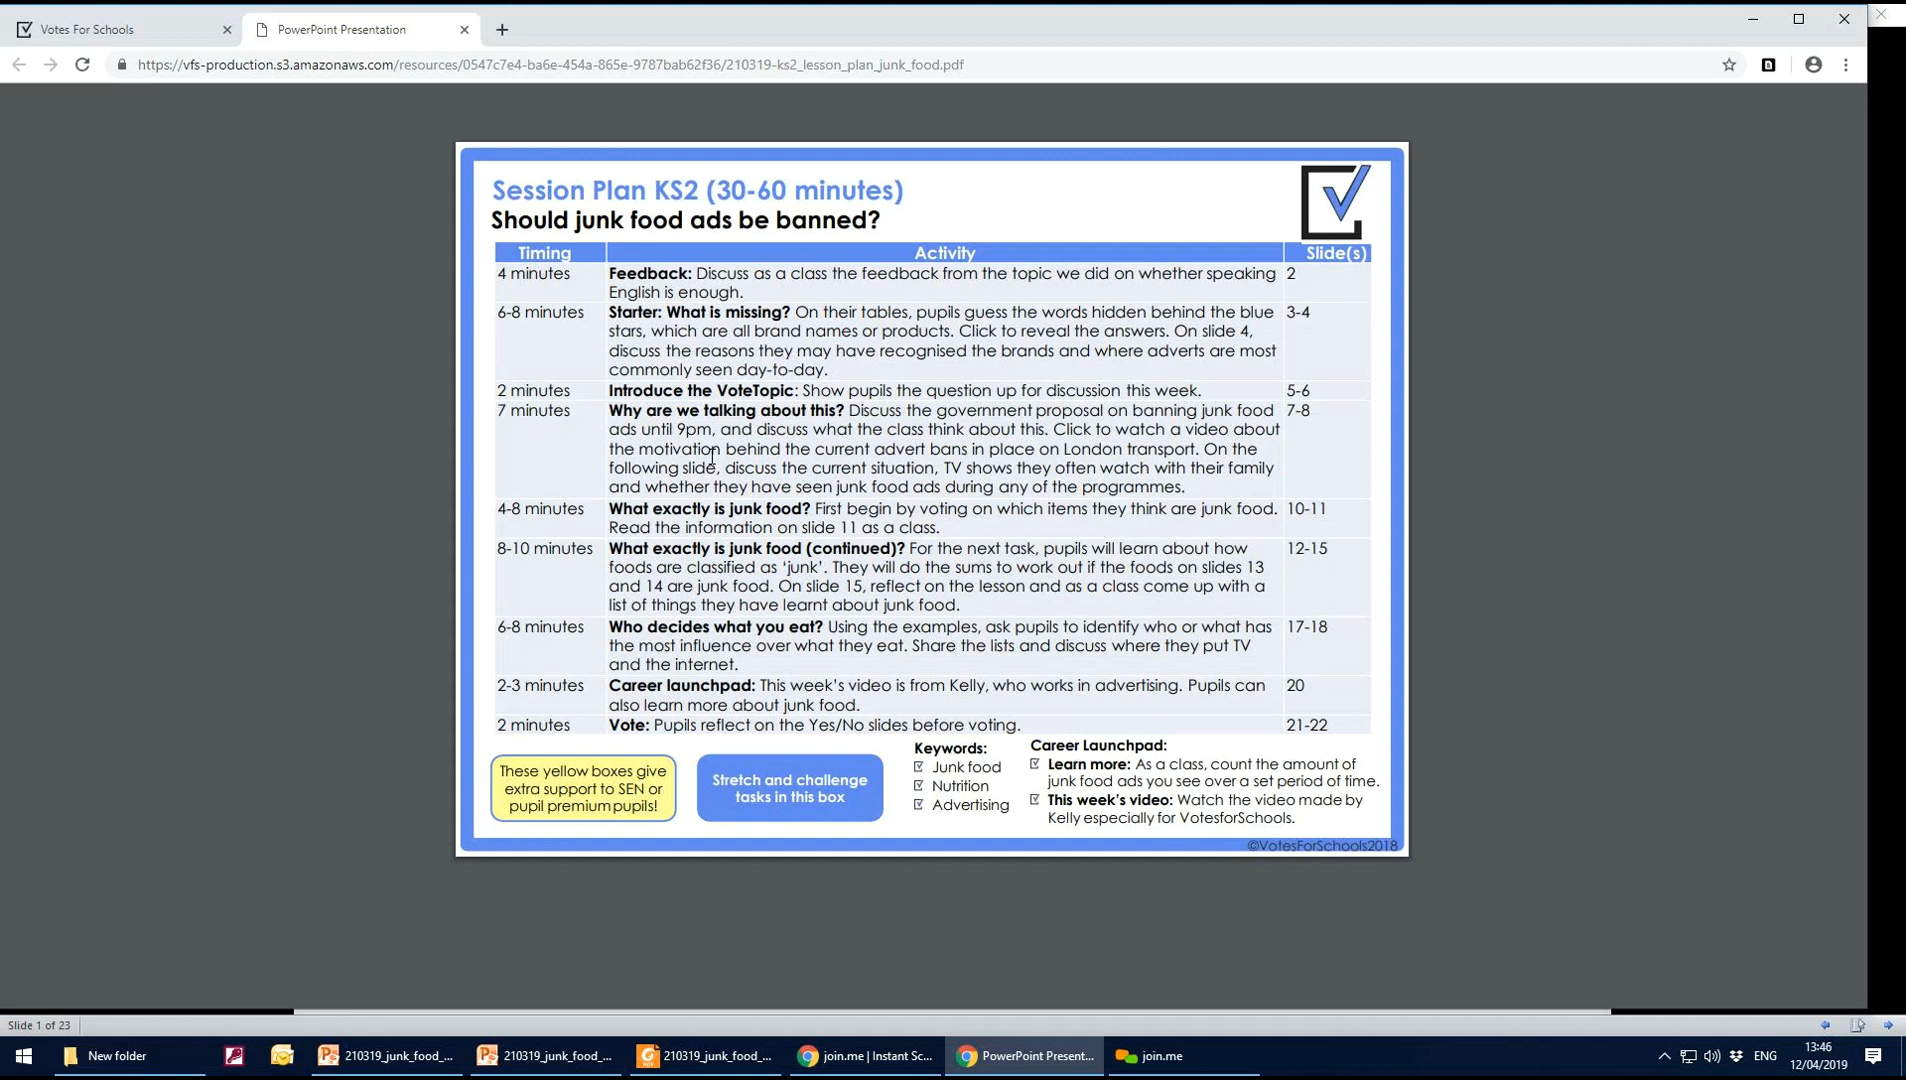 Votes For Schools
PowerPoint Presentation
https://vfs-production.s3.amazonaws.com/resources/0547c7e4-ba6e-454a-865e-9787bab62f36/210319-ks2_lesson_plan_junk_food.pdf
Session Plan KS2 (30-60 minutes)
Should junk food ads be banned?
Timing Activity Slide(s)
4 minutes Feedback: Discuss as a class the feedback from the topic we did on whether speaking 2
English is enough.
6-8 minutes Starter: What is missing? On their tables, pupils guess the words hidden behind the blue 3-4
stars, which are all brand names or products. Click to reveal the answers. On slide 4,
discuss the reasons they may have recognised the brands and where adverts are most
commonly seen day-to-day.
2 minutes Introduce the VoteTopic: Show pupils the question up for discussion this week. 5-6
7 minutes Why are we talking about this? Discuss the government proposal on banning junk food 7-8
ads until 9pm, and discuss what the class think about this. Click to watch a video about
the motivation behind the current advert bans in place on London transport. On the
following slide, discuss the current situation, TV shows they often watch with their family
and whether they have seen junk food ads during any of the programmes.
4-8 minutes What exactly is junk food? First begin by voting on which items they think are junk food. 10-11
Read the information on slide 11 as a class.
8-10 minutes What exactly is junk food (continued)? For the next task, pupils will learn about how 12-15
foods are classified as ‘junk’. They will do the sums to work out if the foods on slides 13
and 14 are junk food. On slide 15, reflect on the lesson and as a class come up with a
list of things they have learnt about junk food.
6-8 minutes Who decides what you eat? Using the examples, ask pupils to identify who or what has 17-18
the most influence over what they eat. Share the lists and discuss where they put TV
and the internet.
2-3 minutes Career launchpad: This week’s video is from Kelly, who works in advertising. Pupils can 20
also learn more about junk food.
2 minutes Vote: Pupils reflect on the Yes/No slides before voting. 21-22
These yellow boxes give
extra support to SEN or
pupil premium pupils!
Stretch and challenge
tasks in this box
Keywords:
Junk food
Nutrition
Advertising
Career Launchpad:
Learn more: As a class, count the amount of
junk food ads you see over a set period of time.
This week’s video: Watch the video made by
Kelly especially for VotesforSchools.
©VotesForSchools2018
Slide 1 of 23
New folder
210319_junk_food_...
210319_junk_food_...
210319_junk_food_...
join.me | Instant Sc...
PowerPoint Present...
join.me
ENG
13:46
12/04/2019